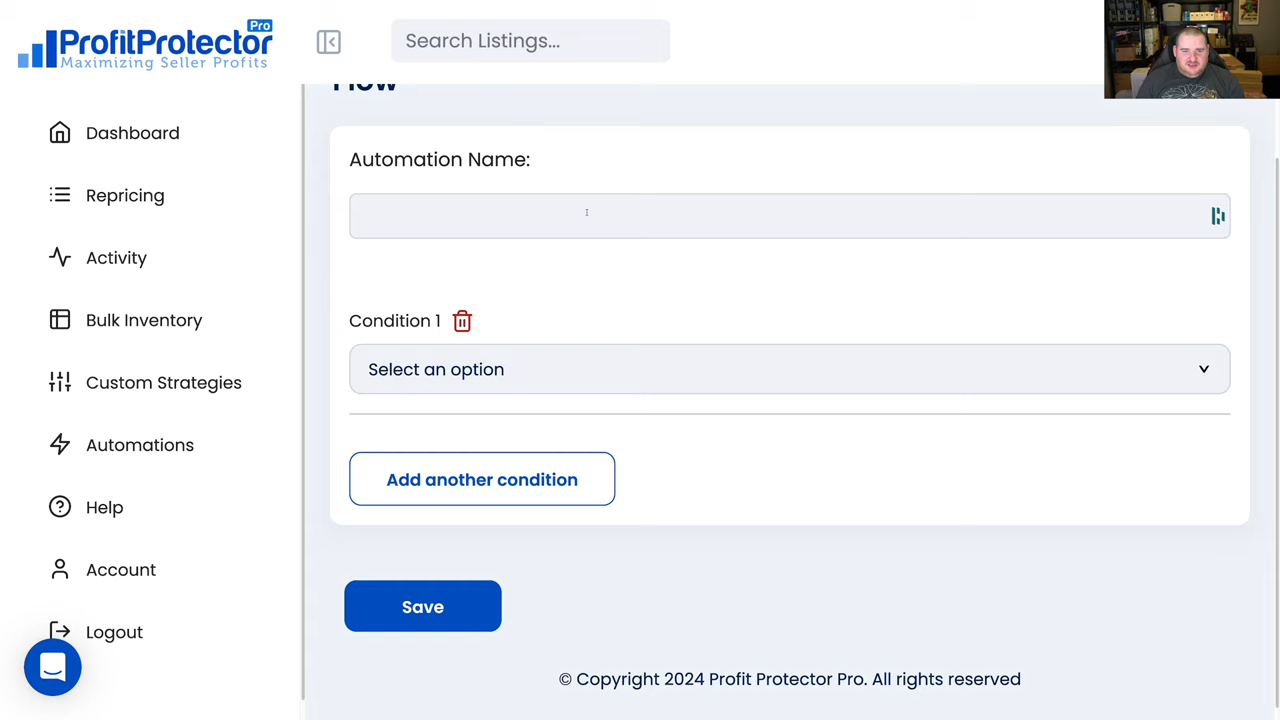 ProfitProtector Pro
Maximizing Seller Profits
Search Listings...
Dashboard
Repricing
Activity
Bulk Inventory
Custom Strategies
Automations
Help
Account
Logout
Flow
Automation Name:
Condition 1
Select an option
Add another condition
Save
© Copyright 2024 Profit Protector Pro. All rights reserved